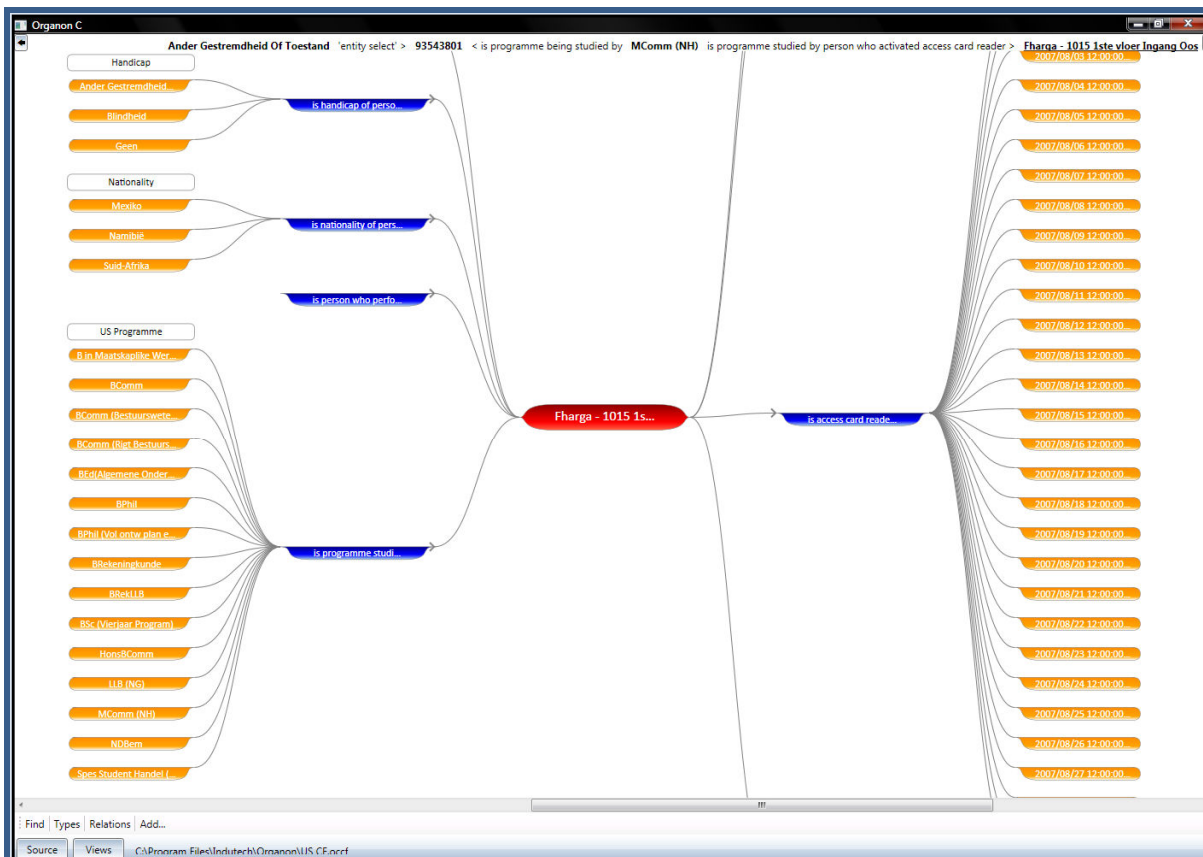 Organon C
Ander Gestremdheid Of Toestand 'entity select' > 93543801 < is programme being studied by MComm (NH) is programme studied by person who activated access card reader > Fharga - 1015 1ste vloer Ingang Oos
Handicap
Ander Gestremdheid...
Blindheid
Geen
is handicap of perso...
Nationality
Mexiko
Namibië
Suid-Afrika
is nationality of pers...
is person who perfo...
US Programme
B in Maatskaplike Wer...
BComm
BComm (Bestuurswete...
BComm (Rigt Bestuurs...
BEd(Algemene Onder...
BPhil
BPhil (Vol ontw plan e...
BRekeningkunde
BRekLLB
BSc (Vierjaar Program)
HonsBComm
LLB (NG)
MComm (NH)
NDBern
Spes Student Handel (...
is programme studi...
Fharga - 1015 1s...
is access card reade...
2007/08/03 12:00:00...
2007/08/04 12:00:00...
2007/08/05 12:00:00...
2007/08/06 12:00:00...
2007/08/07 12:00:00...
2007/08/08 12:00:00...
2007/08/09 12:00:00...
2007/08/10 12:00:00...
2007/08/11 12:00:00...
2007/08/12 12:00:00...
2007/08/13 12:00:00...
2007/08/14 12:00:00...
2007/08/15 12:00:00...
2007/08/16 12:00:00...
2007/08/17 12:00:00...
2007/08/18 12:00:00...
2007/08/19 12:00:00...
2007/08/20 12:00:00...
2007/08/21 12:00:00...
2007/08/22 12:00:00...
2007/08/23 12:00:00...
2007/08/24 12:00:00...
2007/08/25 12:00:00...
2007/08/26 12:00:00...
2007/08/27 12:00:00...
Find Types Relations Add...
Source Views C:\Program Files\Indutech\Organon\US CF.occf